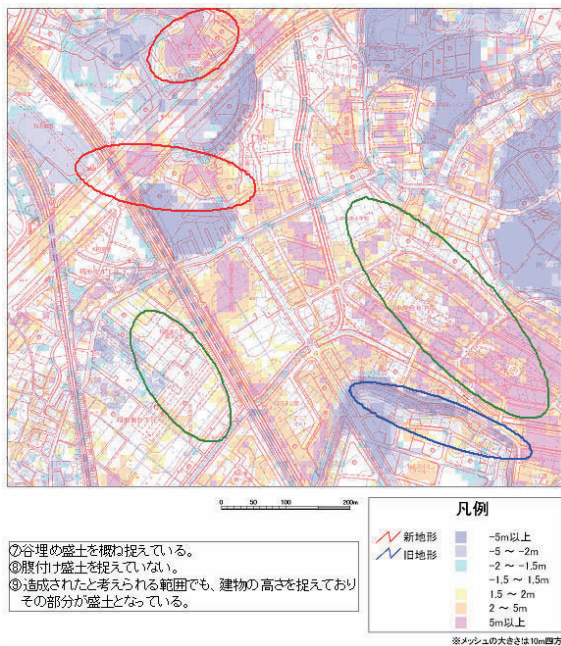 0 50 100 200m
⑦谷埋め盛土を概ね捉えている。
⑧腹付け盛土を捉えていない。
⑨造成されたと考えられる範囲でも、建物の高さを捉えており
その部分が盛土となっている。
凡例
新地形
旧地形
-5m以上
-5 ～ -2m
-2 ～ -1.5m
-1.5 ～ 1.5m
1.5 ～ 2m
2 ～ 5m
5m以上
※メッシュの大きさは10m四方